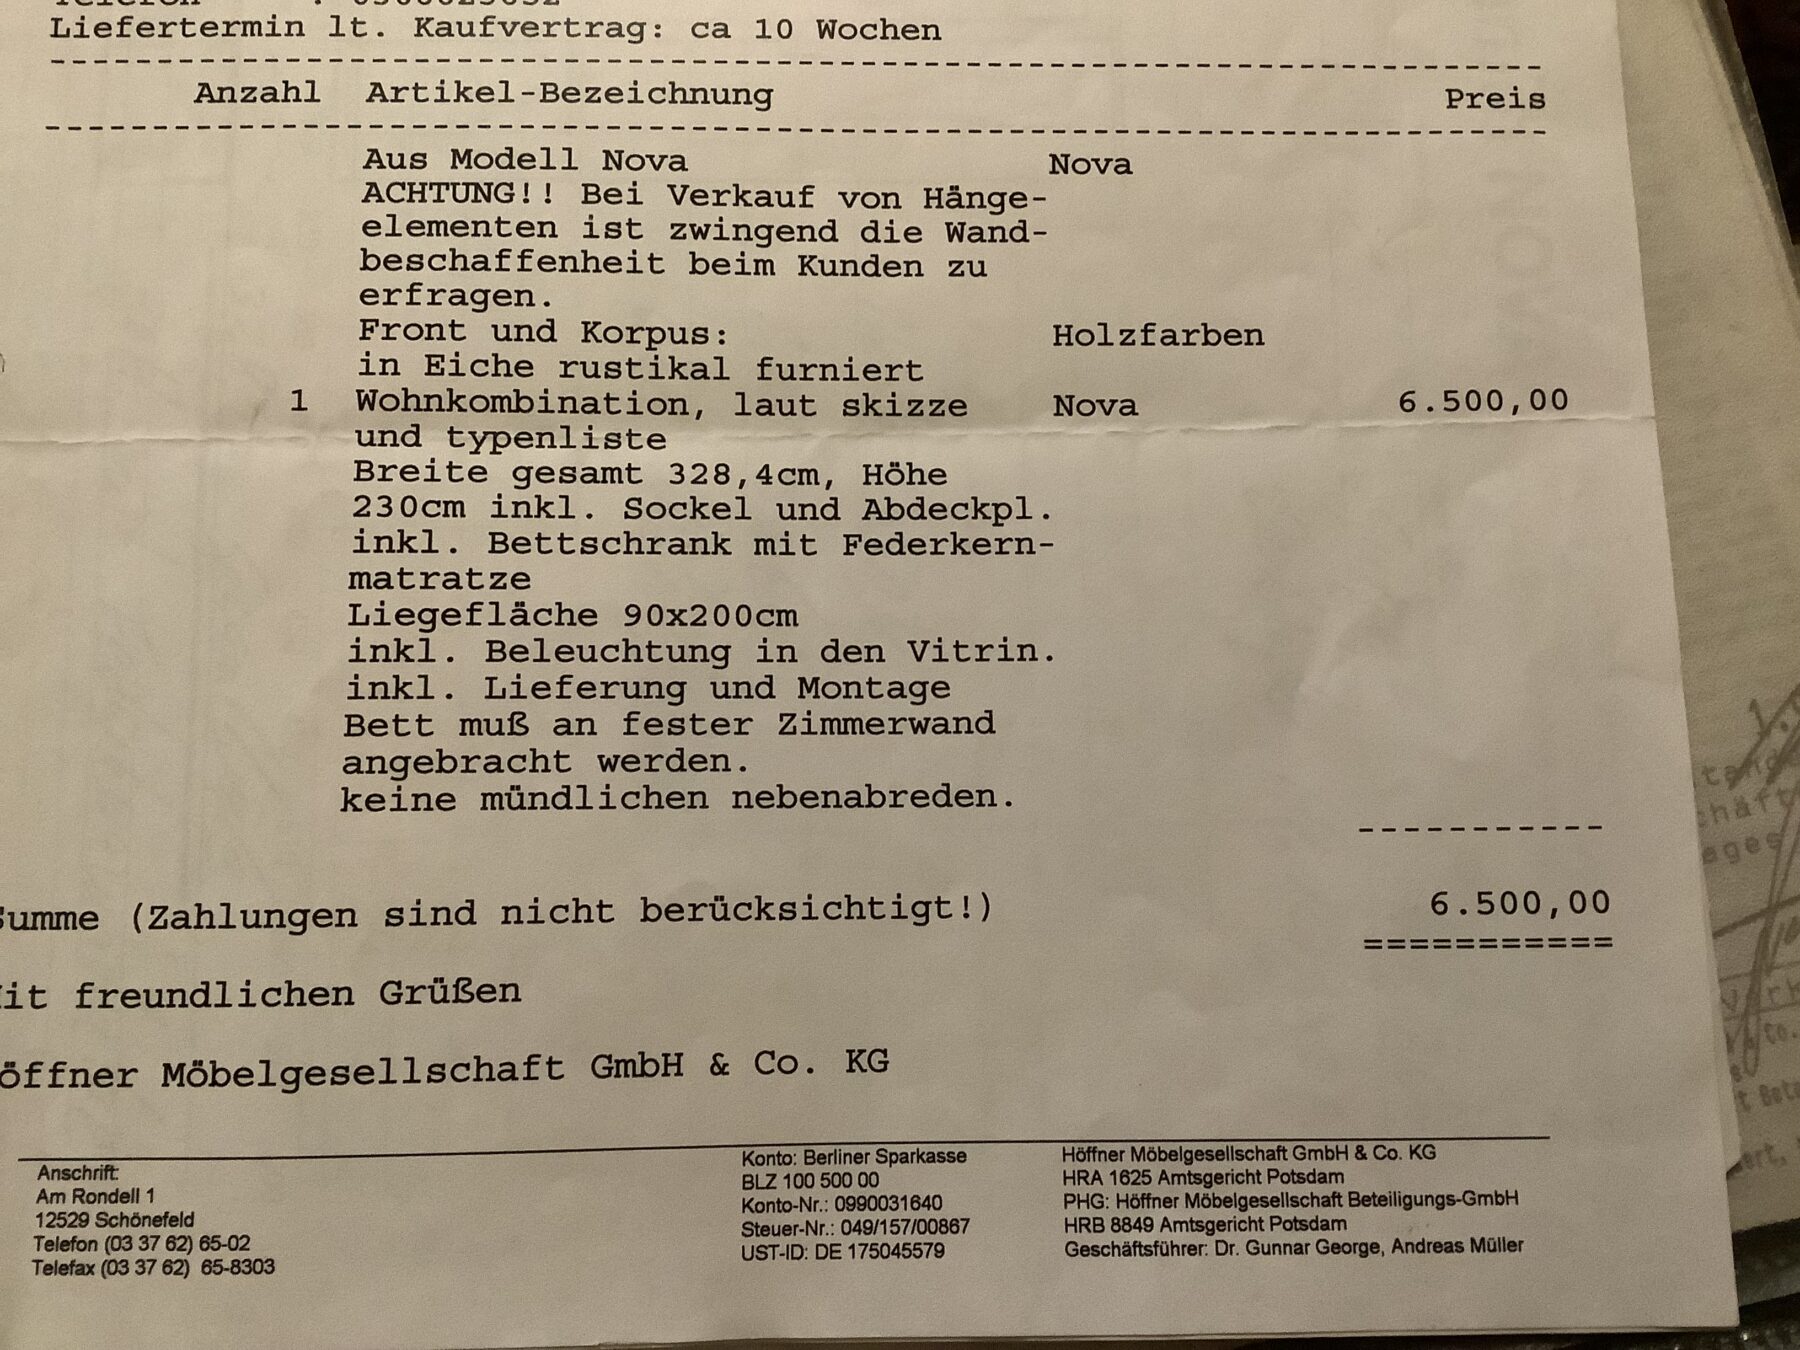 Liefertermin lt. Kaufvertrag: ca 10 Wochen
Anzahl Artikel-Bezeichnung Preis
Aus Modell Nova Nova
ACHTUNG!! Bei Verkauf von Hänge-
elementen ist zwingend die Wand-
beschaffenheit beim Kunden zu
erfragen.
Front und Korpus: Holzfarben
in Eiche rustikal furniert
1 Wohnkombination, laut skizze Nova 6.500,00
und typenliste
Breite gesamt 328,4cm, Höhe
230cm inkl. Sockel und Abdeckpl.
inkl. Bettschrank mit Federkern-
matratze
Liegefläche 90x200cm
inkl. Beleuchtung in den Vitrin.
inkl. Lieferung und Montage
Bett muß an fester Zimmerwand
angebracht werden.
keine mündlichen nebenabreden.
Summe (Zahlungen sind nicht berücksichtigt!) 6.500,00
it freundlichen Grüßen
öffner Möbelgesellschaft GmbH & Co. KG
Anschrift:
Am Rondell 1
12529 Schönefeld
Telefon (03 37 62) 65-02
Telefax (03 37 62) 65-8303
Konto: Berliner Sparkasse
BLZ 100 500 00
Konto-Nr.: 0990031640
Steuer-Nr.: 049/157/00867
UST-ID: DE 175045579
Höffner Möbelgesellschaft GmbH & Co. KG
HRA 1625 Amtsgericht Potsdam
PHG: Höffner Möbelgesellschaft Beteiligungs-GmbH
HRB 8849 Amtsgericht Potsdam
Geschäftsführer: Dr. Gunnar George, Andreas Müller